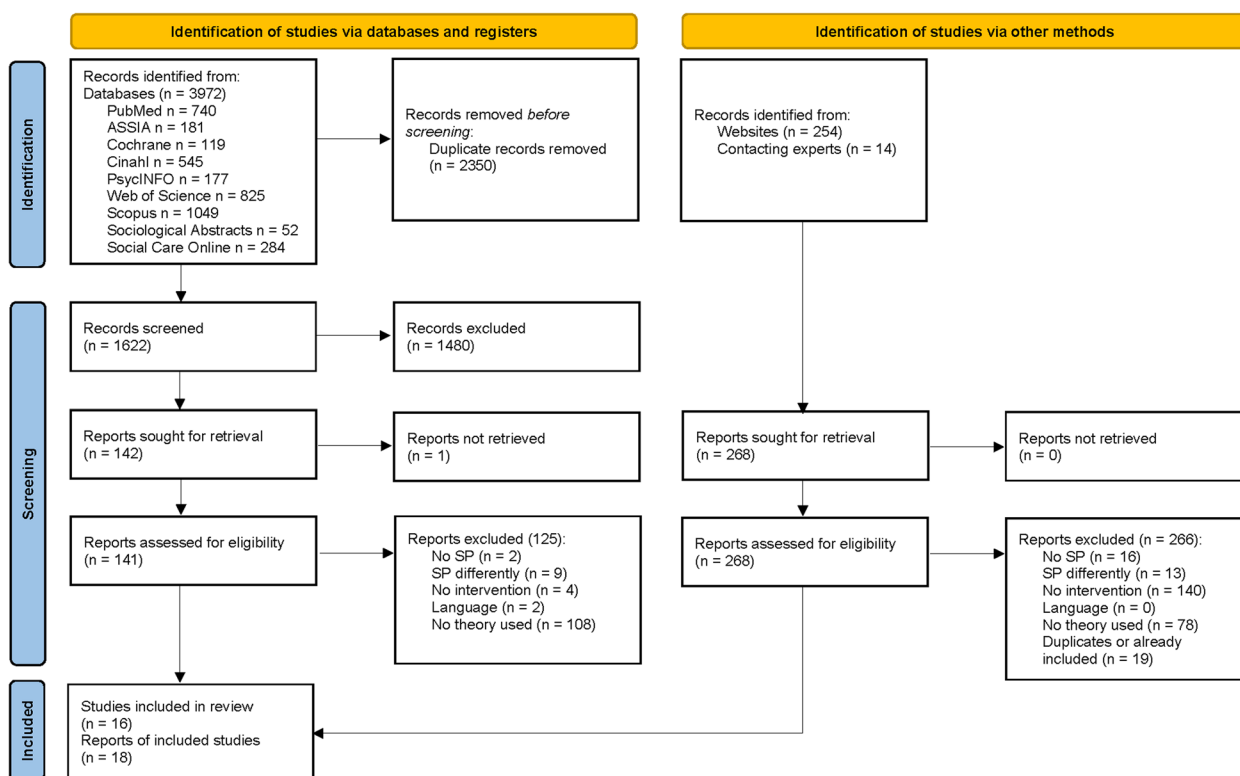 Identification of studies via databases and registers
Identification of studies via other methods
Identification
Records identified from:
Databases (n = 3972)
PubMed n = 740
ASSIA n = 181
Cochrane n = 119
Cinahl n = 545
PsycINFO n = 177
Web of Science n = 825
Scopus n = 1049
Sociological Abstracts n = 52
Social Care Online n = 284
Records removed before
screening:
Duplicate records removed
(n = 2350)
Records identified from:
Websites (n = 254)
Contacting experts (n = 14)
Screening
Records screened
(n = 1622)
Records excluded
(n = 1480)
Reports sought for retrieval
(n = 142)
Reports not retrieved
(n = 1)
Reports sought for retrieval
(n = 268)
Reports not retrieved
(n = 0)
Reports assessed for eligibility
(n = 141)
Reports excluded (125):
No SP (n = 2)
SP differently (n = 9)
No intervention (n = 4)
Language (n = 2)
No theory used (n = 108)
Reports assessed for eligibility
(n = 268)
Reports excluded (n = 266):
No SP (n = 16)
SP differently (n = 13)
No intervention (n = 140)
Language (n = 0)
No theory used (n = 78)
Duplicates or already
included (n = 19)
Included
Studies included in review
(n = 16)
Reports of included studies
(n = 18)